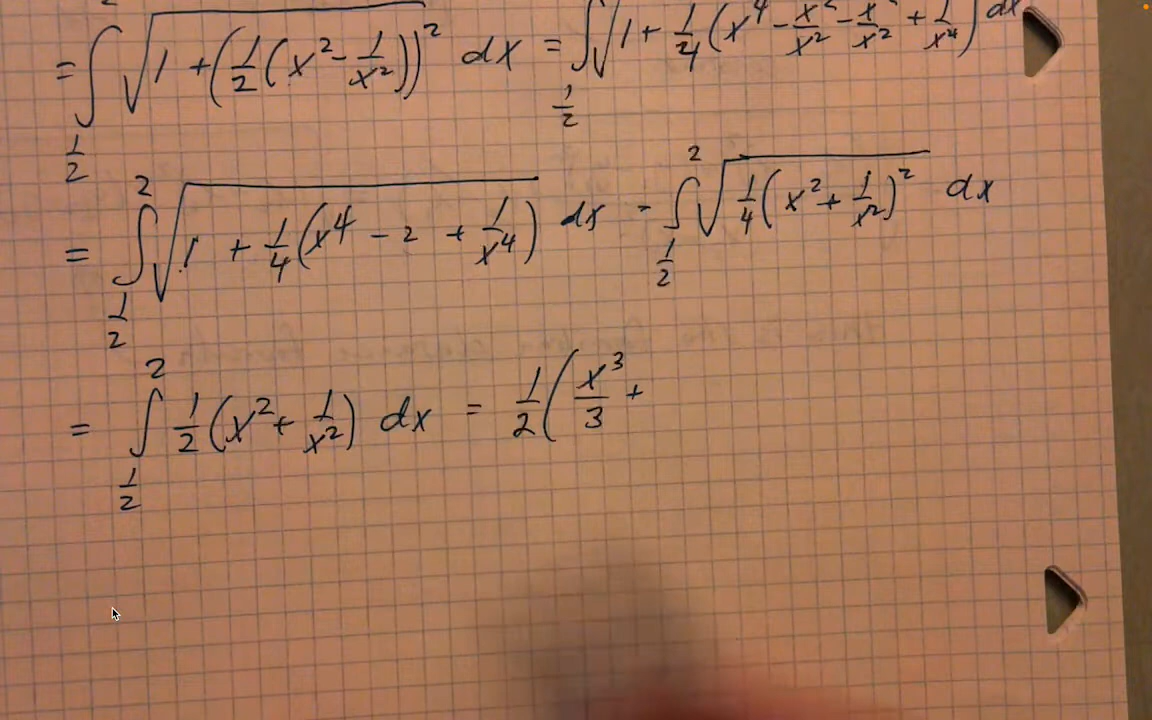 = ∫_{1/2} √(1 + (1/2 (x² - 1/x²))²) dx = ∫_{1/2} √(1 + 1/4 (x⁴ - x²/x² - x²/x² + 1/x⁴)) dx
= ∫_{1/2}^{2} √(1 + 1/4 (x⁴ - 2 + 1/x⁴)) dx - ∫_{1/2}^{2} √(1/4 (x² + 1/x²)²) dx
= ∫_{1/2}^{2} 1/2 (x² + 1/x²) dx = 1/2 (x³/3 +